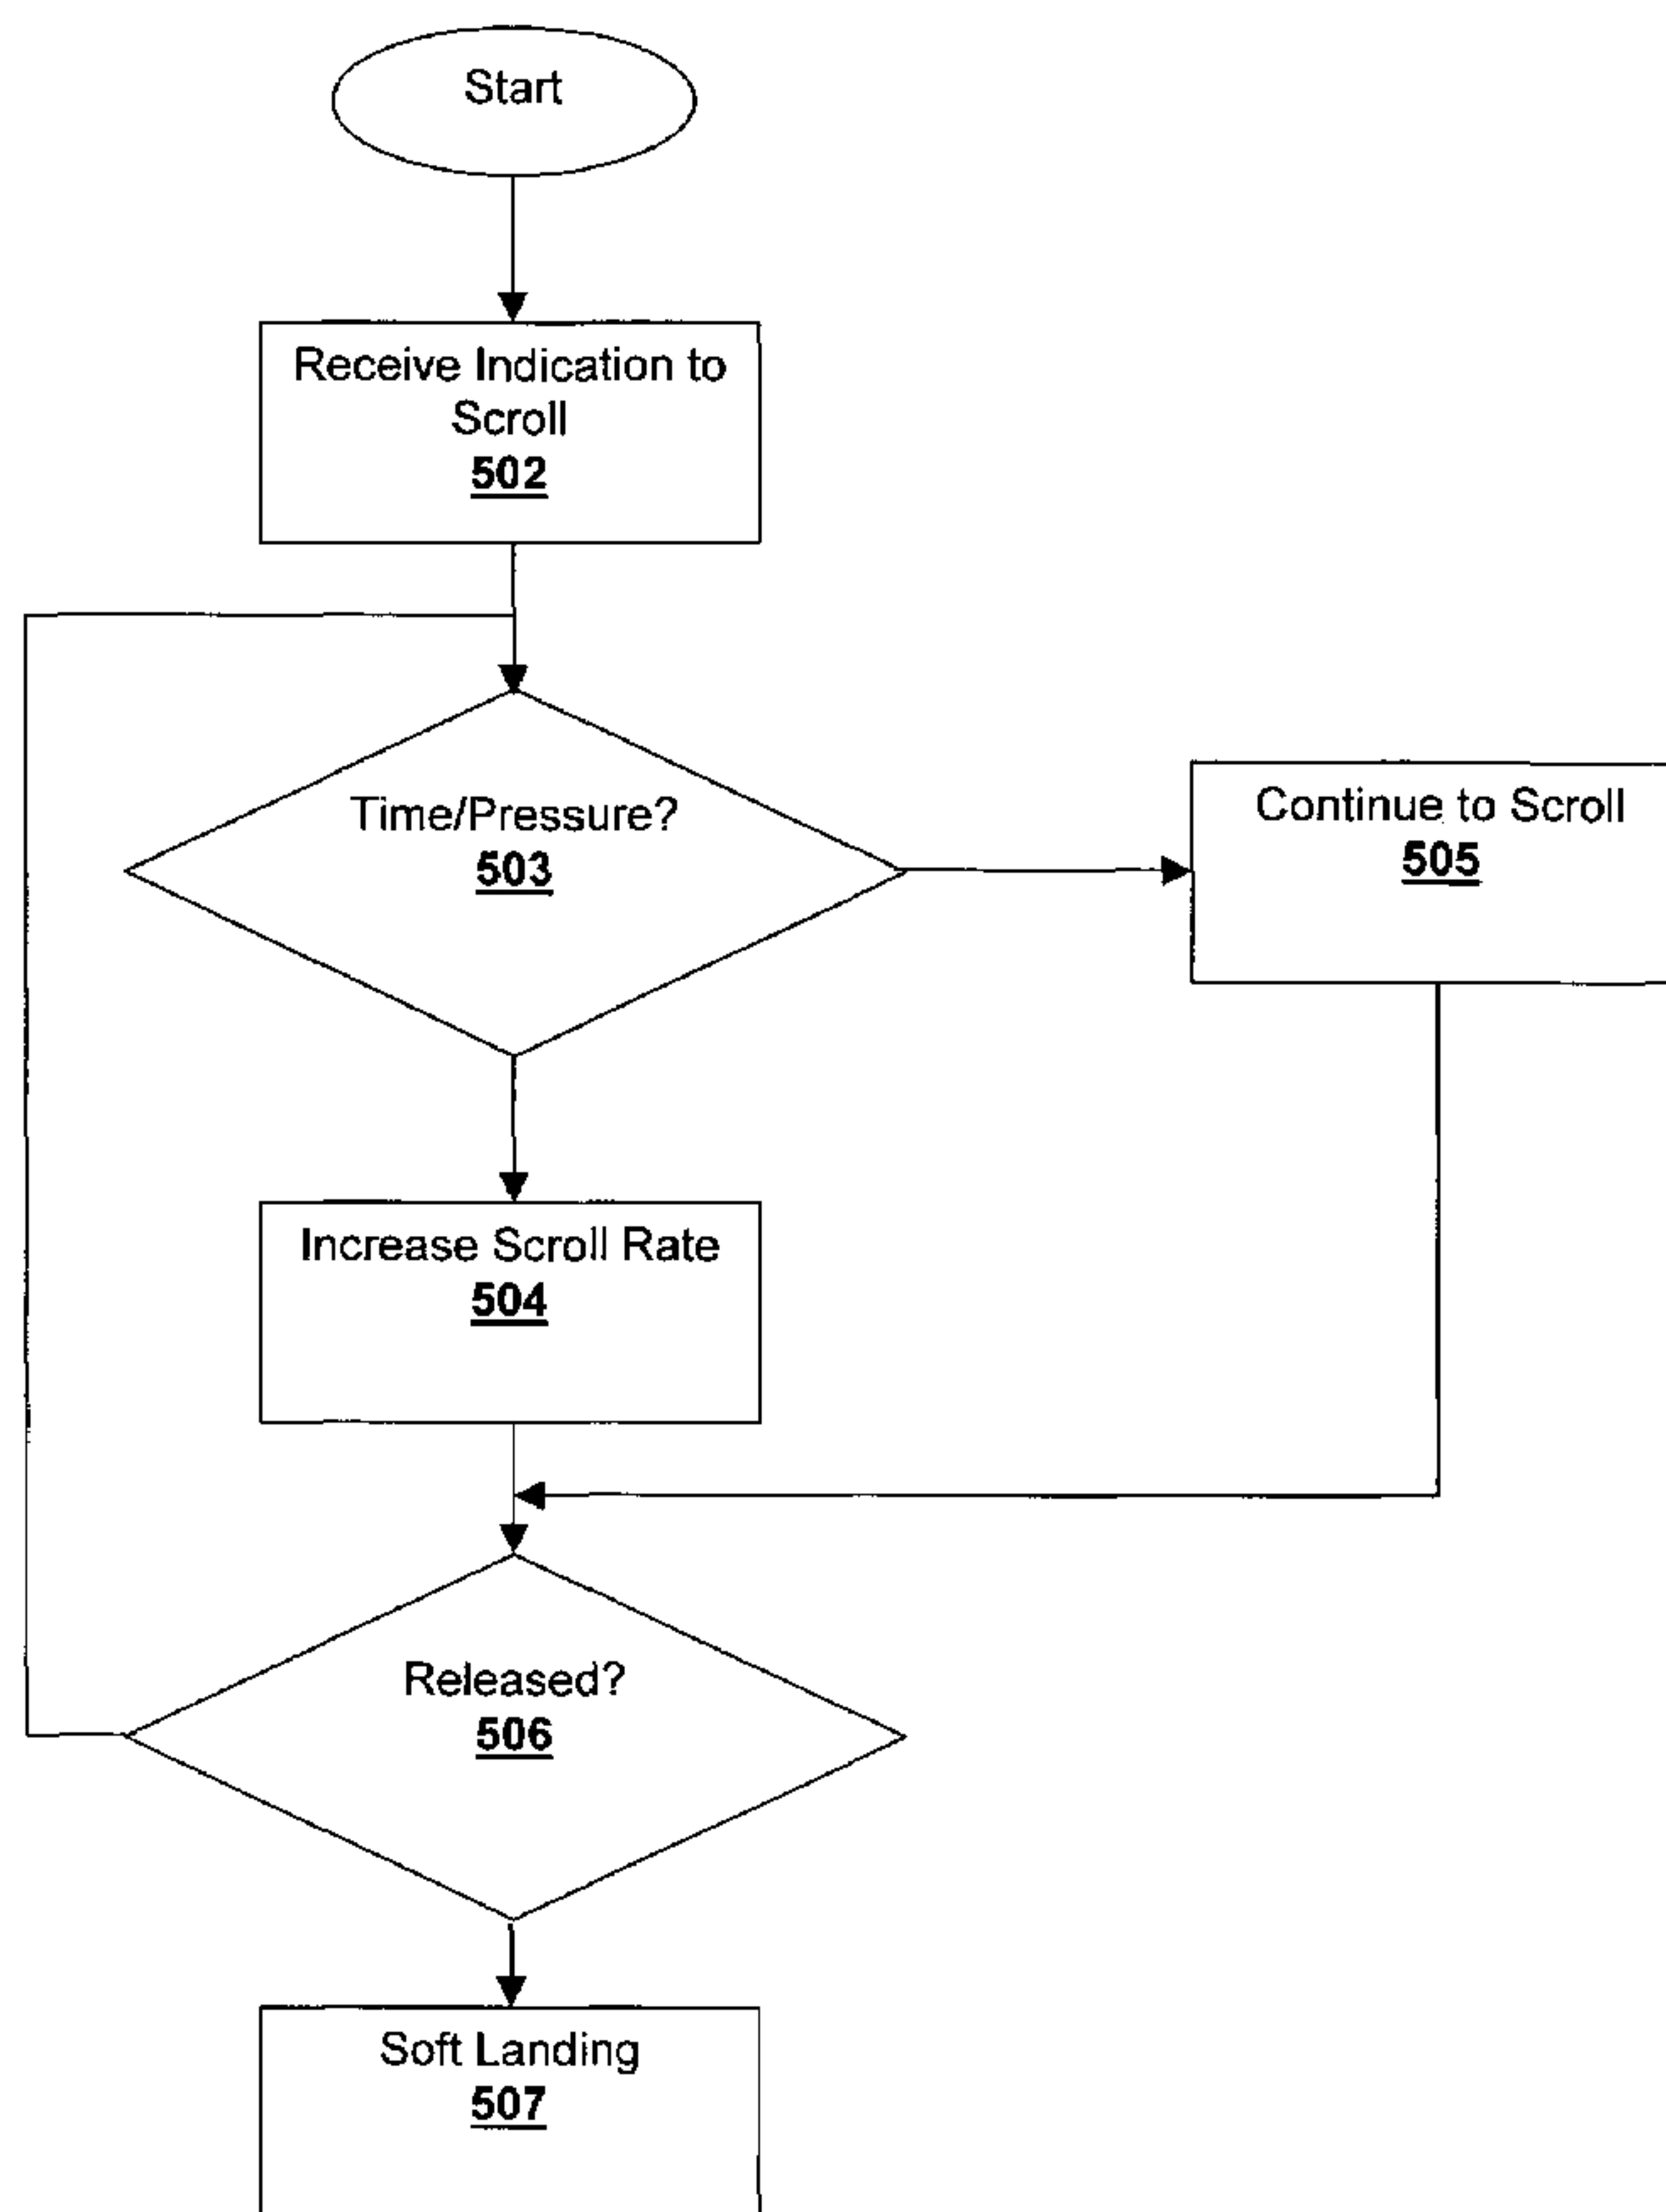 Start
Receive Indication to
Scroll
502
Time/Pressure?
503
Continue to Scroll
505
Increase Scroll Rate
504
Released?
506
Soft Landing
507